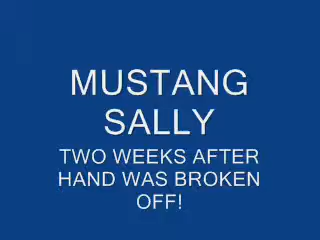 MUSTANG
SALLY
TWO WEEKS AFTER
HAND WAS BROKEN
OFF!